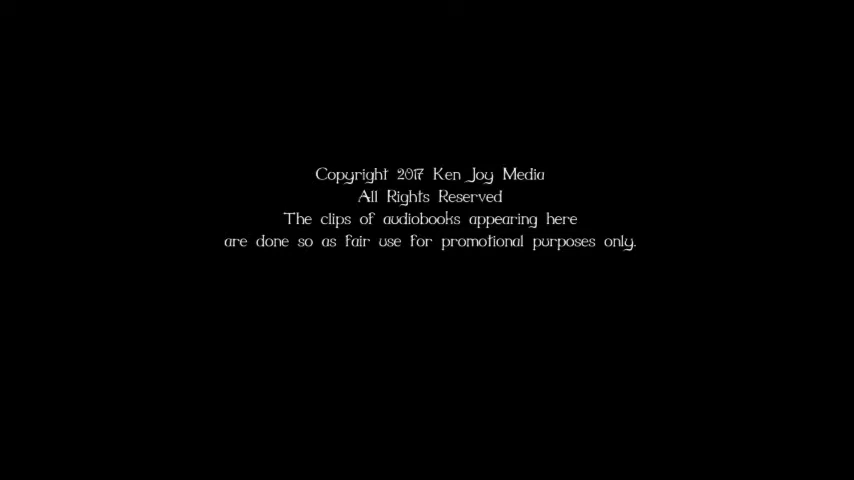 Copyright 2017 Ken Joy Media
All Rights Reserved
The clips of audiobooks appearing here
are done so as fair use for promotional purposes only.